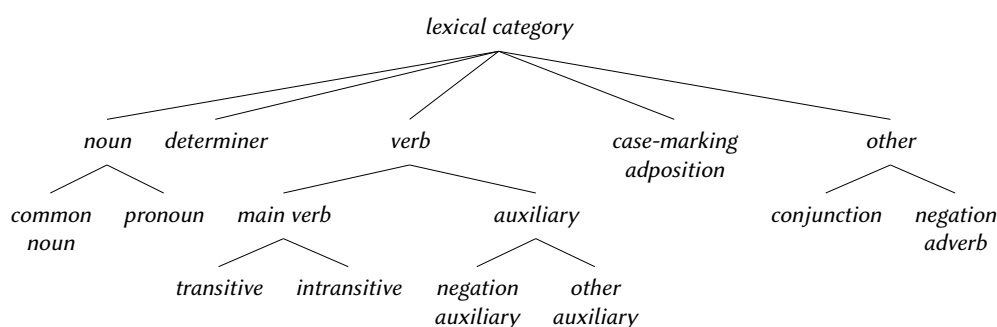 lexical category
noun determiner verb case-marking other
adposition
common pronoun main verb auxiliary conjunction negation
noun adverb
transitive intransitive negation other
auxiliary auxiliary